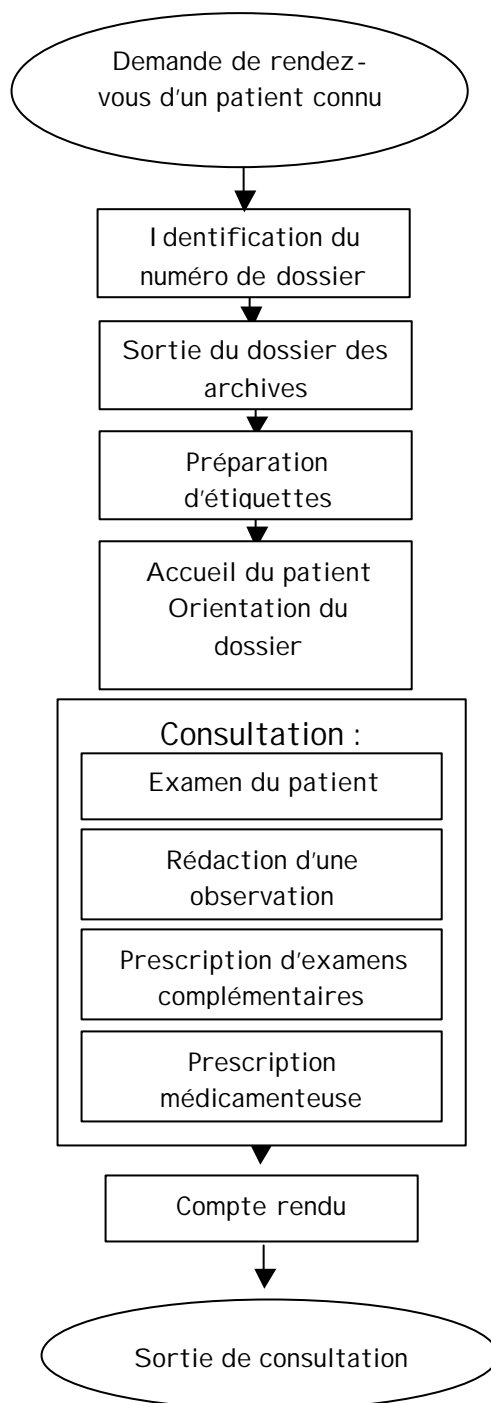 Demande de rendez-
vous d'un patient connu
Identification du
numéro de dossier
Sortie du dossier des
archives
Préparation
d'étiquettes
Accueil du patient
Orientation du
dossier
Consultation :
Examen du patient
Rédaction d'une
observation
Prescription d'examens
complémentaires
Prescription
médicamenteuse
Compte rendu
Sortie de consultation